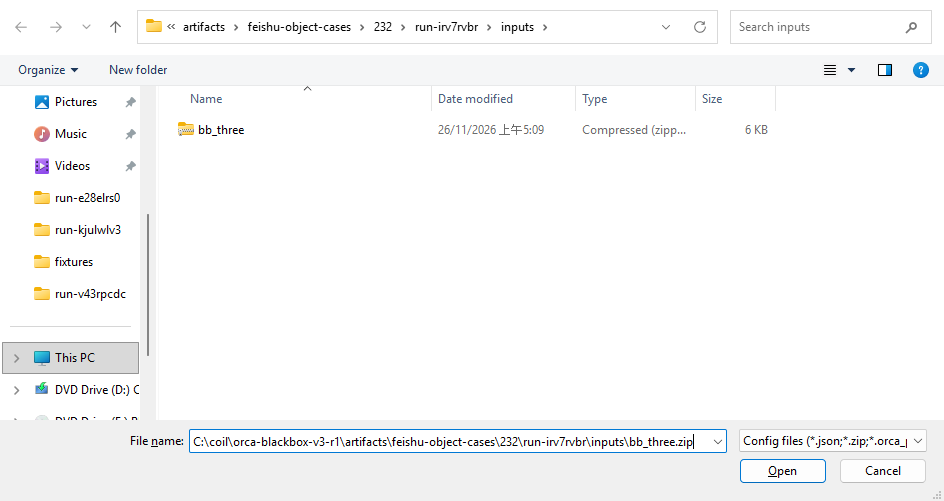 « artifacts › feishu-object-cases › 232 › run-irv7rvbr › inputs ›
Search inputs
Organize
New folder
Name
Date modified
Type
Size
Pictures
Music
Videos
run-e28elrs0
run-kjulwlv3
fixtures
run-v43rpcdc
This PC
DVD Drive (D:) C
bb_three
26/11/2026 上午5:09
Compressed (zipp...
6 KB
File name:
C:\coil\orca-blackbox-v3-r1\artifacts\feishu-object-cases\232\run-irv7rvbr\inputs\bb_three.zip
Config files (*.json;*.zip;*.orca_p
Open
Cancel